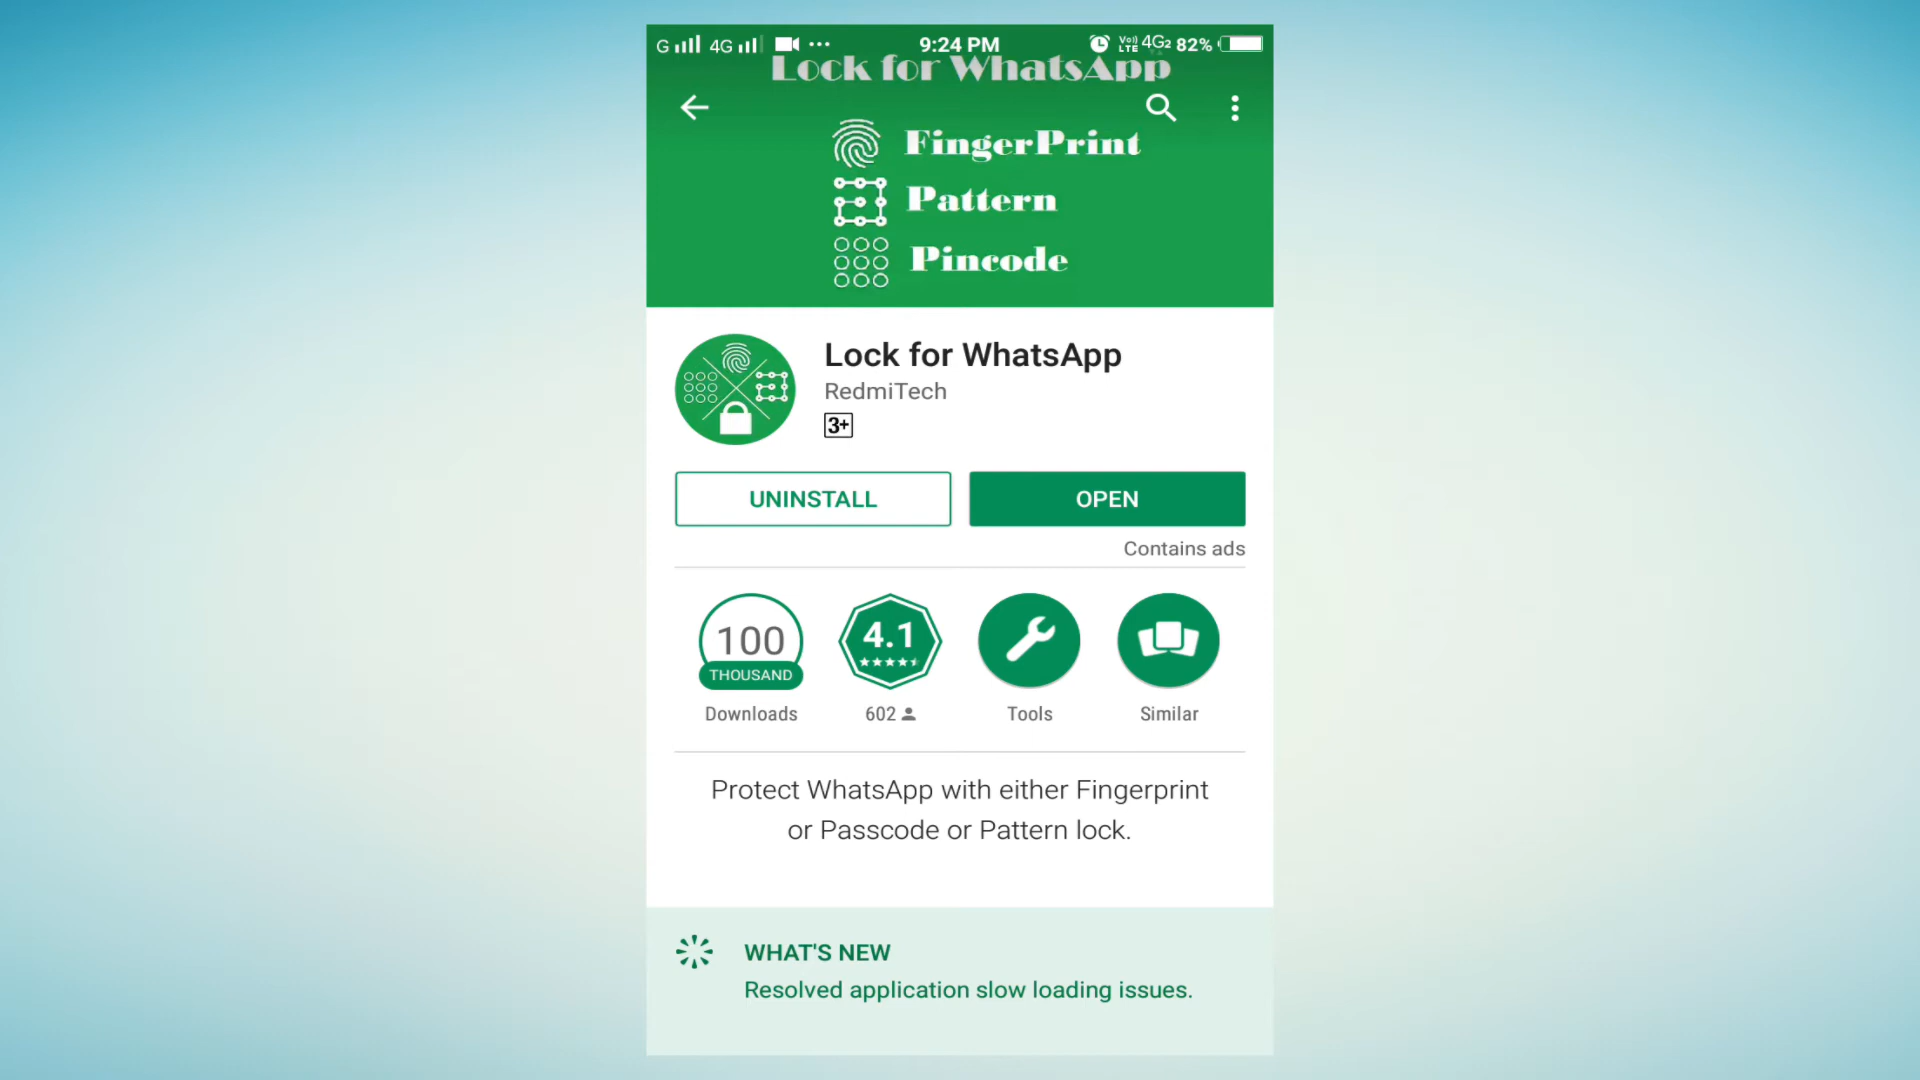 G 4G 9:24 PM Vo)) LTE 4G2 82%
Lock for WhatsApp
FingerPrint
Pattern
Pincode
Lock for WhatsApp
RedmiTech
3+
UNINSTALL OPEN
Contains ads
100 THOUSAND 4.1
Downloads 602 Tools Similar
Protect WhatsApp with either Fingerprint
or Passcode or Pattern lock.
WHAT'S NEW
Resolved application slow loading issues.